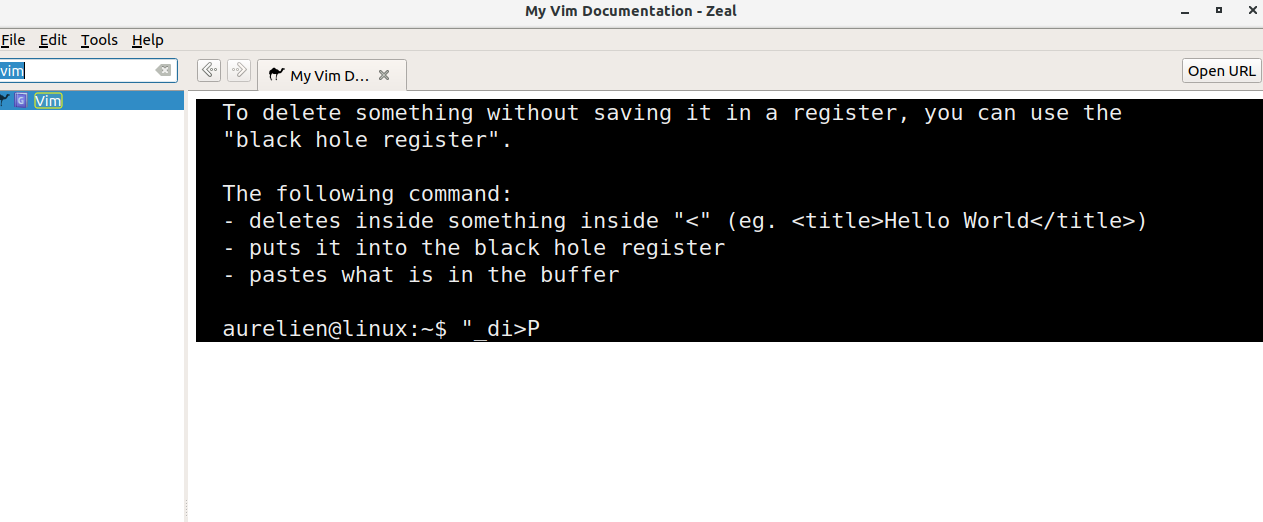 My Vim Documentation - Zeal
File Edit Tools Help
vim
My Vim D...
Open URL
G Vim
To delete something without saving it in a register, you can use the
"black hole register".
The following command:
- deletes inside something inside "<" (eg. <title>Hello World</title>)
- puts it into the black hole register
- pastes what is in the buffer
aurelien@linux:~$ "_di>P